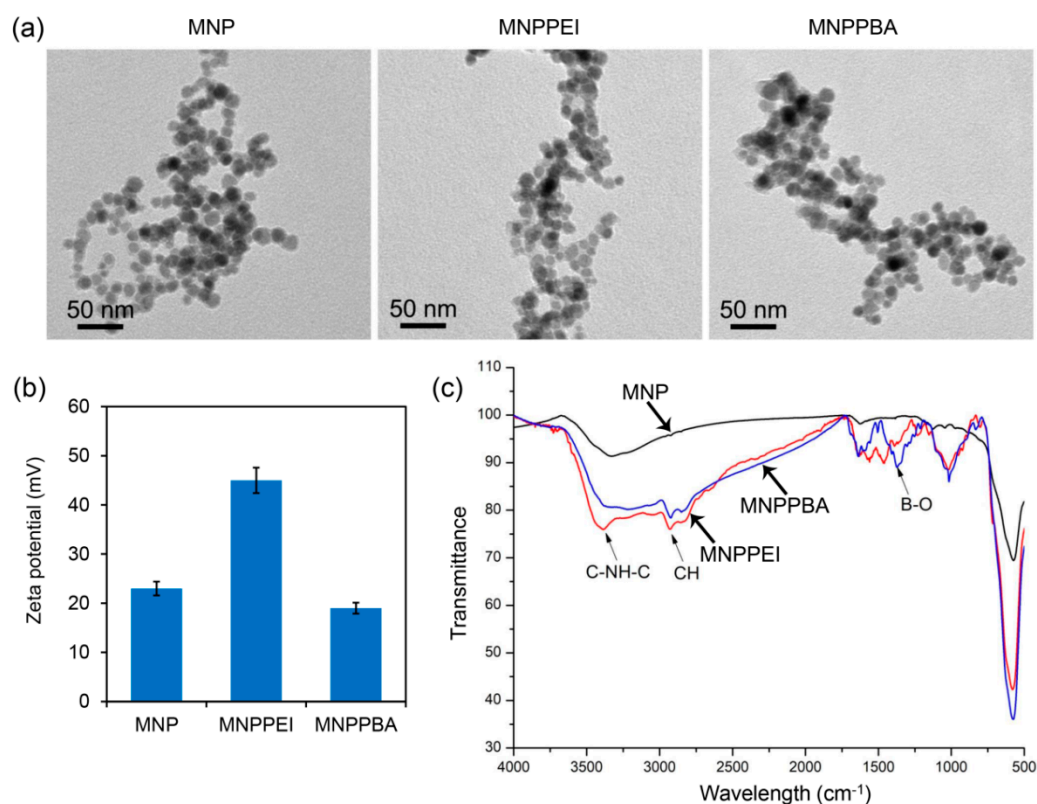 (a)
MNP MNPPEI MNPPBA
50 nm 50 nm 50 nm
(b)
60
50
40
30
20
10
0
Zeta potential (mV)
MNP MNPPEI MNPPBA
(c)
110
100
90
80
70
60
50
40
30
Transmittance
MNP
MNPPBA
MNPPEI
B-O
C-NH-C
CH
4000 3500 3000 2500 2000 1500 1000 500
Wavelength (cm⁻¹)